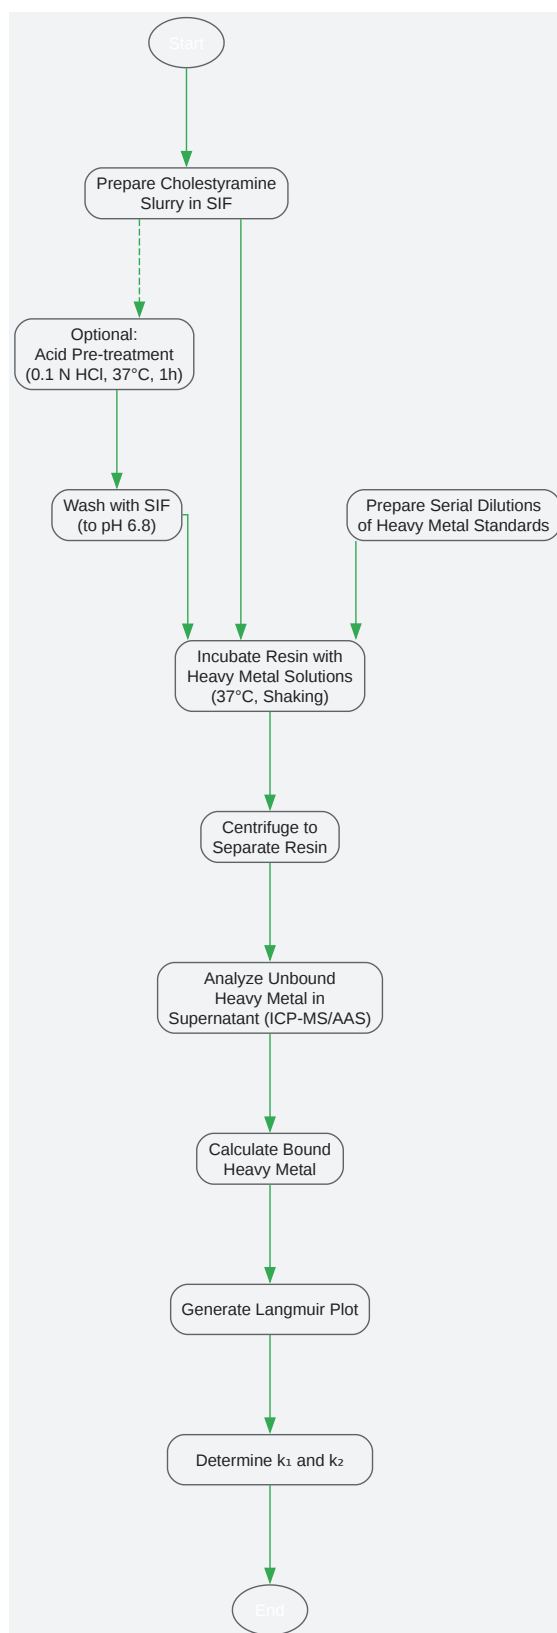 Start
Prepare Cholestyramine
Slurry in SIF
Optional:
Acid Pre-treatment
(0.1 N HCl, 37°C, 1h)
Wash with SIF
(to pH 6.8)
Prepare Serial Dilutions
of Heavy Metal Standards
Incubate Resin with
Heavy Metal Solutions
(37°C, Shaking)
Centrifuge to
Separate Resin
Analyze Unbound
Heavy Metal in
Supernatant (ICP-MS/AAS)
Calculate Bound
Heavy Metal
Generate Langmuir Plot
Determine k₁ and k₂
End